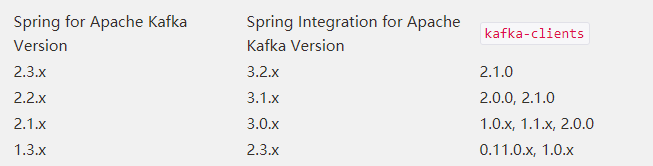 Spring for Apache Kafka Version Spring Integration for Apache Kafka Version kafka-clients
2.3.x 3.2.x 2.1.0
2.2.x 3.1.x 2.0.0, 2.1.0
2.1.x 3.0.x 1.0.x, 1.1.x, 2.0.0
1.3.x 2.3.x 0.11.0.x, 1.0.x